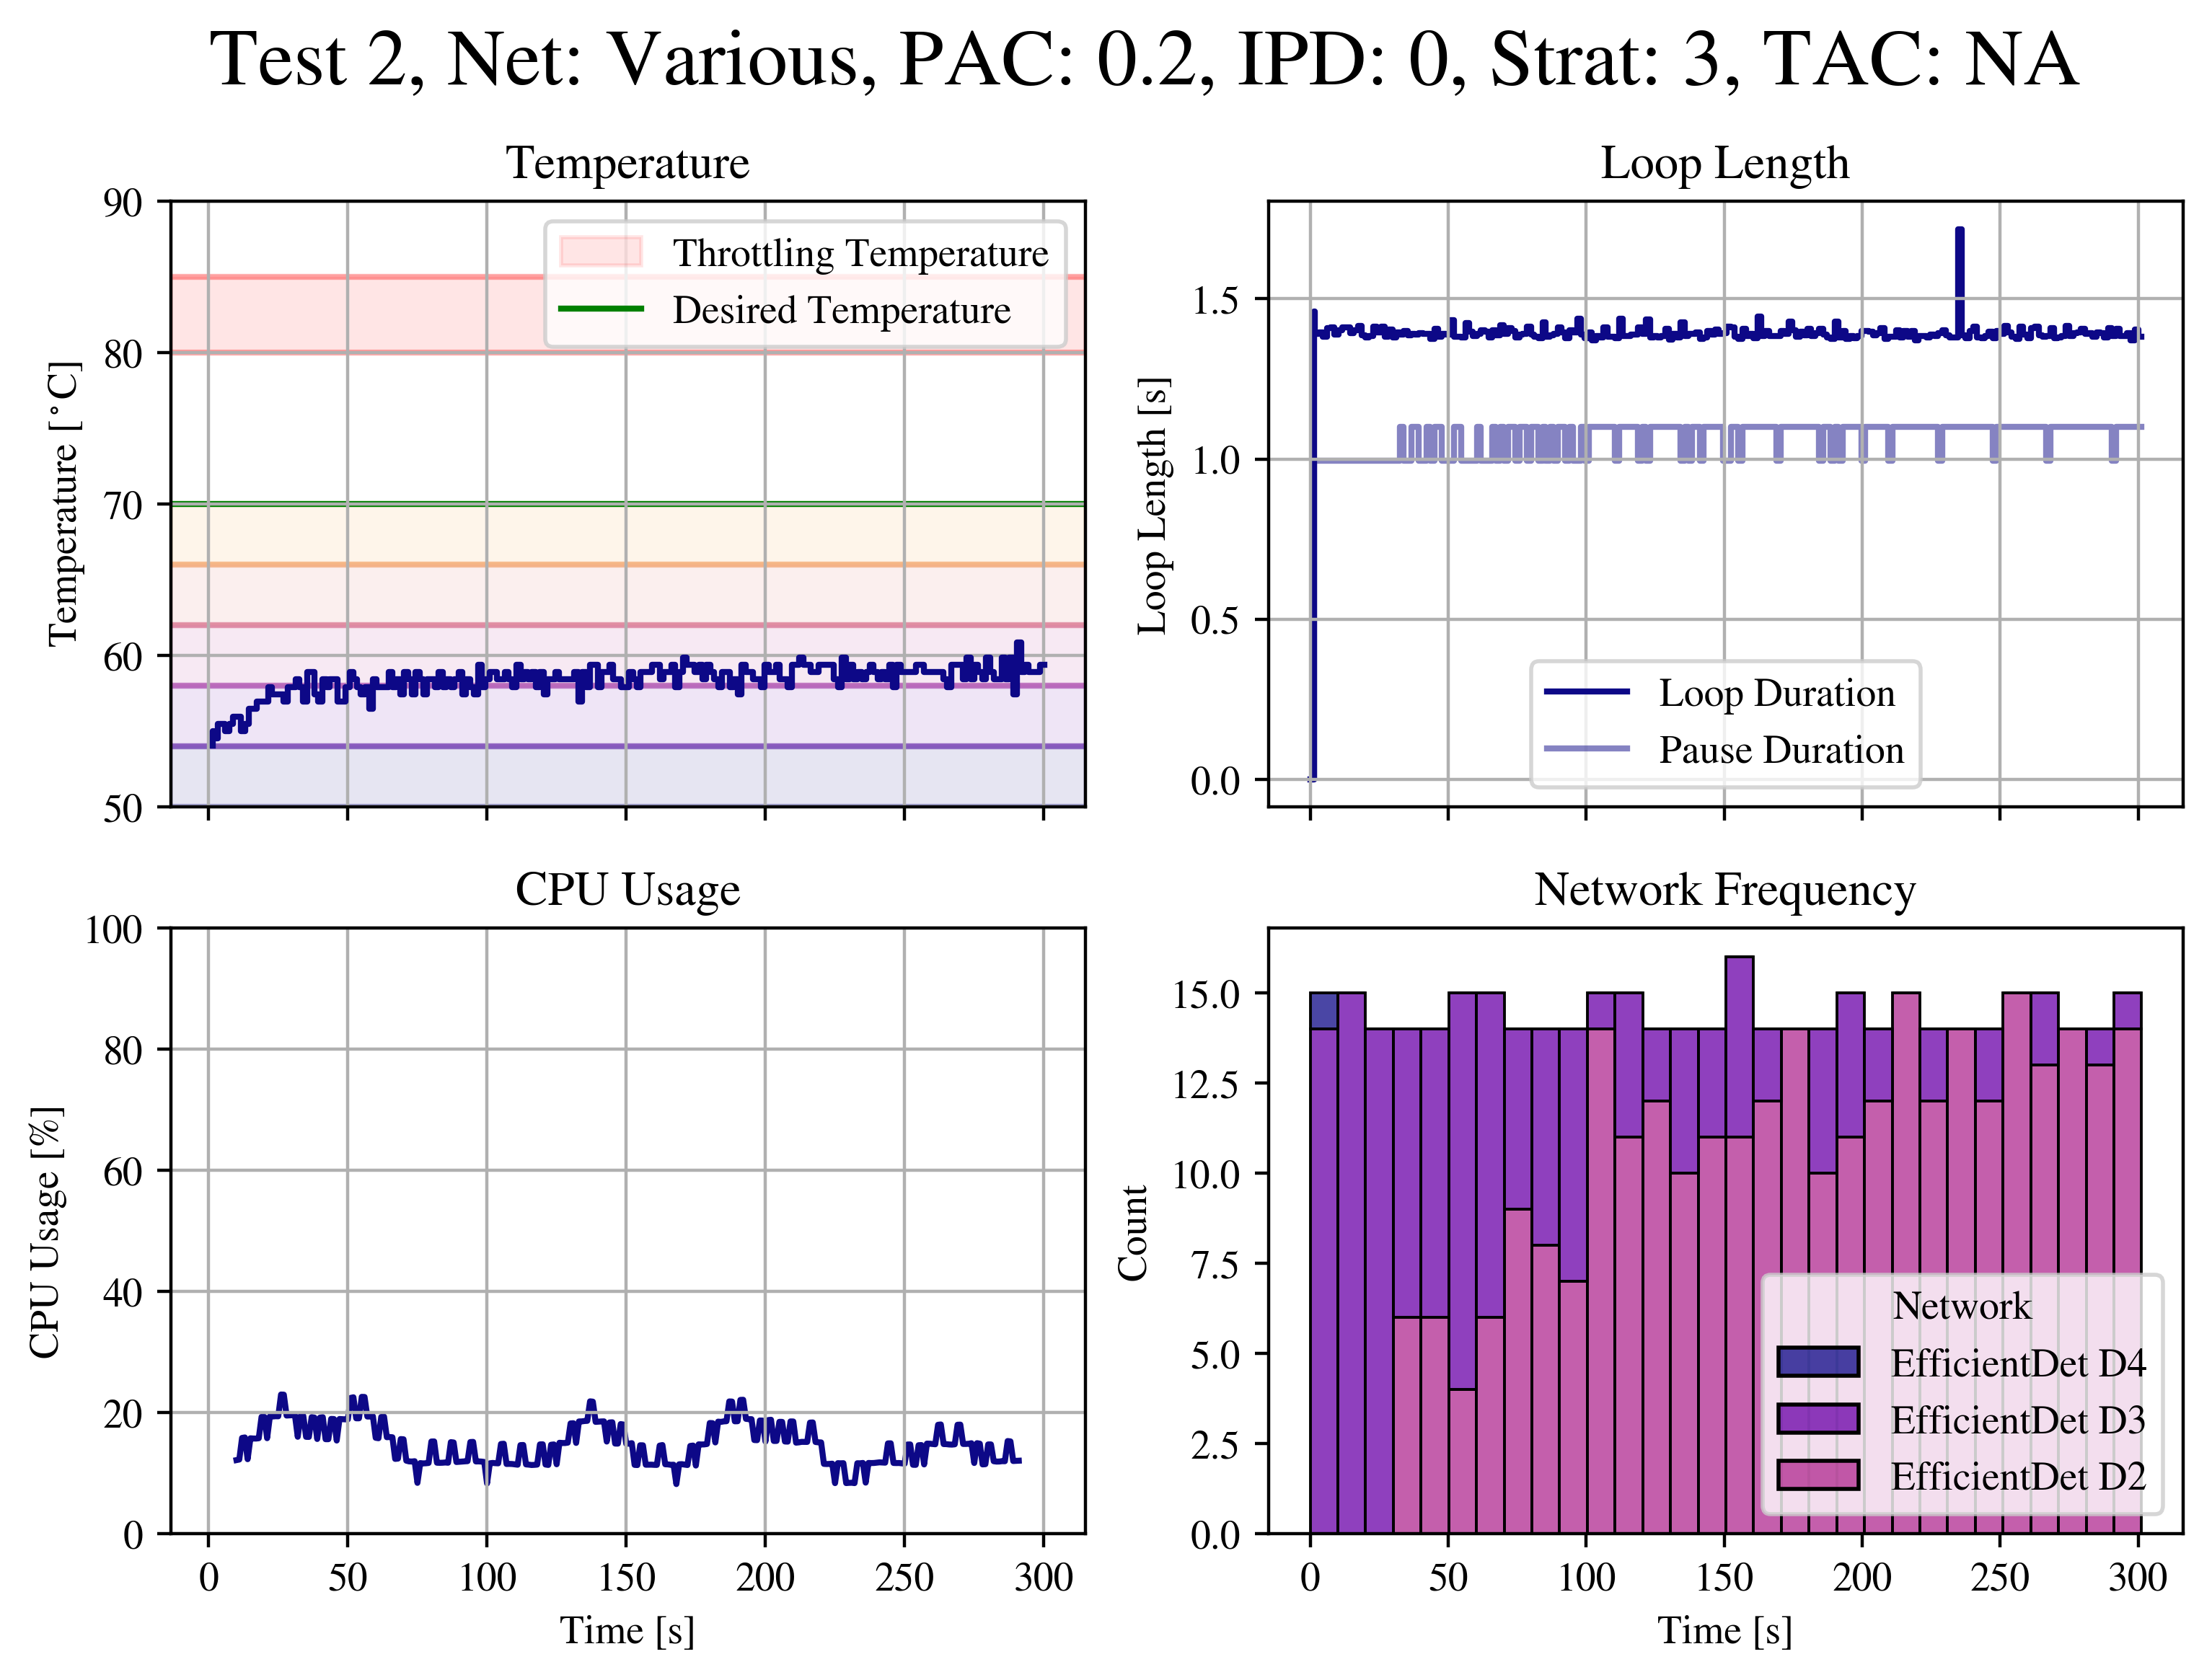 Test 2, Net: Various, PAC: 0.2, IPD: 0, Strat: 3, TAC: NA
Temperature
90
80
70
60
50
Temperature [°C]
Throttling Temperature
Desired Temperature
Loop Length
1.5
1.0
0.5
0.0
Loop Length [s]
Loop Duration
Pause Duration
CPU Usage
100
80
60
40
20
0
CPU Usage [%]
0 50 100 150 200 250 300
Time [s]
Network Frequency
15.0
12.5
10.0
7.5
5.0
2.5
0.0
Count
Network
EfficientDet D4
EfficientDet D3
EfficientDet D2
0 50 100 150 200 250 300
Time [s]